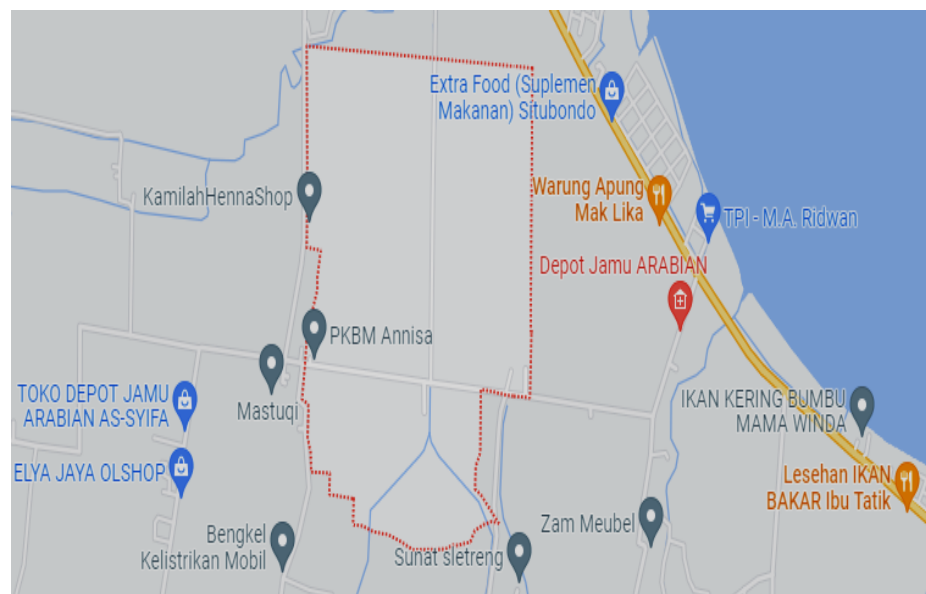 Extra Food (Suplemen
Makanan) Situbondo
KamilahHennaShop
Warung Apung
Mak Lika
TPI - M.A. Ridwan
Depot Jamu ARABIAN
PKBM Annisa
TOKO DEPOT JAMU
ARABIAN AS-SYIFA
Mastuqi
IKAN KERING BUMBU
MAMA WINDA
ELYA JAYA OLSHOP
Lesehan IKAN
BAKAR Ibu Tatik
Bengkel
Kelistrikan Mobil
Sunat sletreng
Zam Meubel